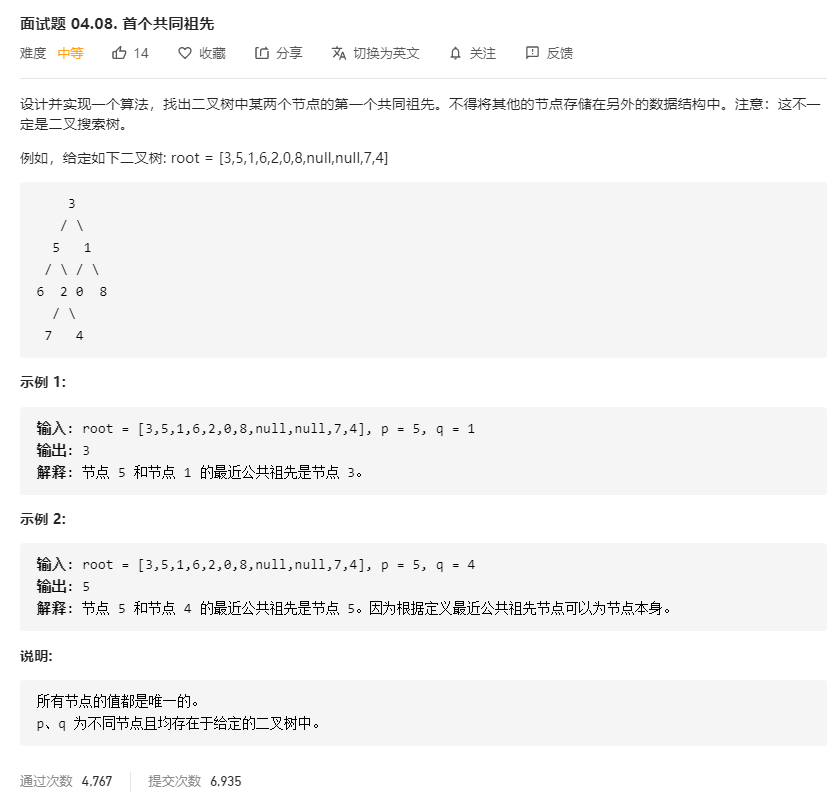 面试题 04.08. 首个共同祖先
难度 中等 14 收藏 分享 切换为英文 关注 反馈
设计并实现一个算法，找出二叉树中某两个节点的第一个共同祖先。不得将其他的节点存储在另外的数据结构中。注意：这不一
定是二叉搜索树。
例如，给定如下二叉树: root = [3,5,1,6,2,0,8,null,null,7,4]
3
/ \
5 1
/ \ / \
6 2 0 8
/ \
7 4
示例 1:
输入: root = [3,5,1,6,2,0,8,null,null,7,4], p = 5, q = 1
输出: 3
解释: 节点 5 和节点 1 的最近公共祖先是节点 3。
示例 2:
输入: root = [3,5,1,6,2,0,8,null,null,7,4], p = 5, q = 4
输出: 5
解释: 节点 5 和节点 4 的最近公共祖先是节点 5。因为根据定义最近公共祖先节点可以为节点本身。
说明:
所有节点的值都是唯一的。
p、q 为不同节点且均存在于给定的二叉树中。
通过次数 4,767 提交次数 6,935